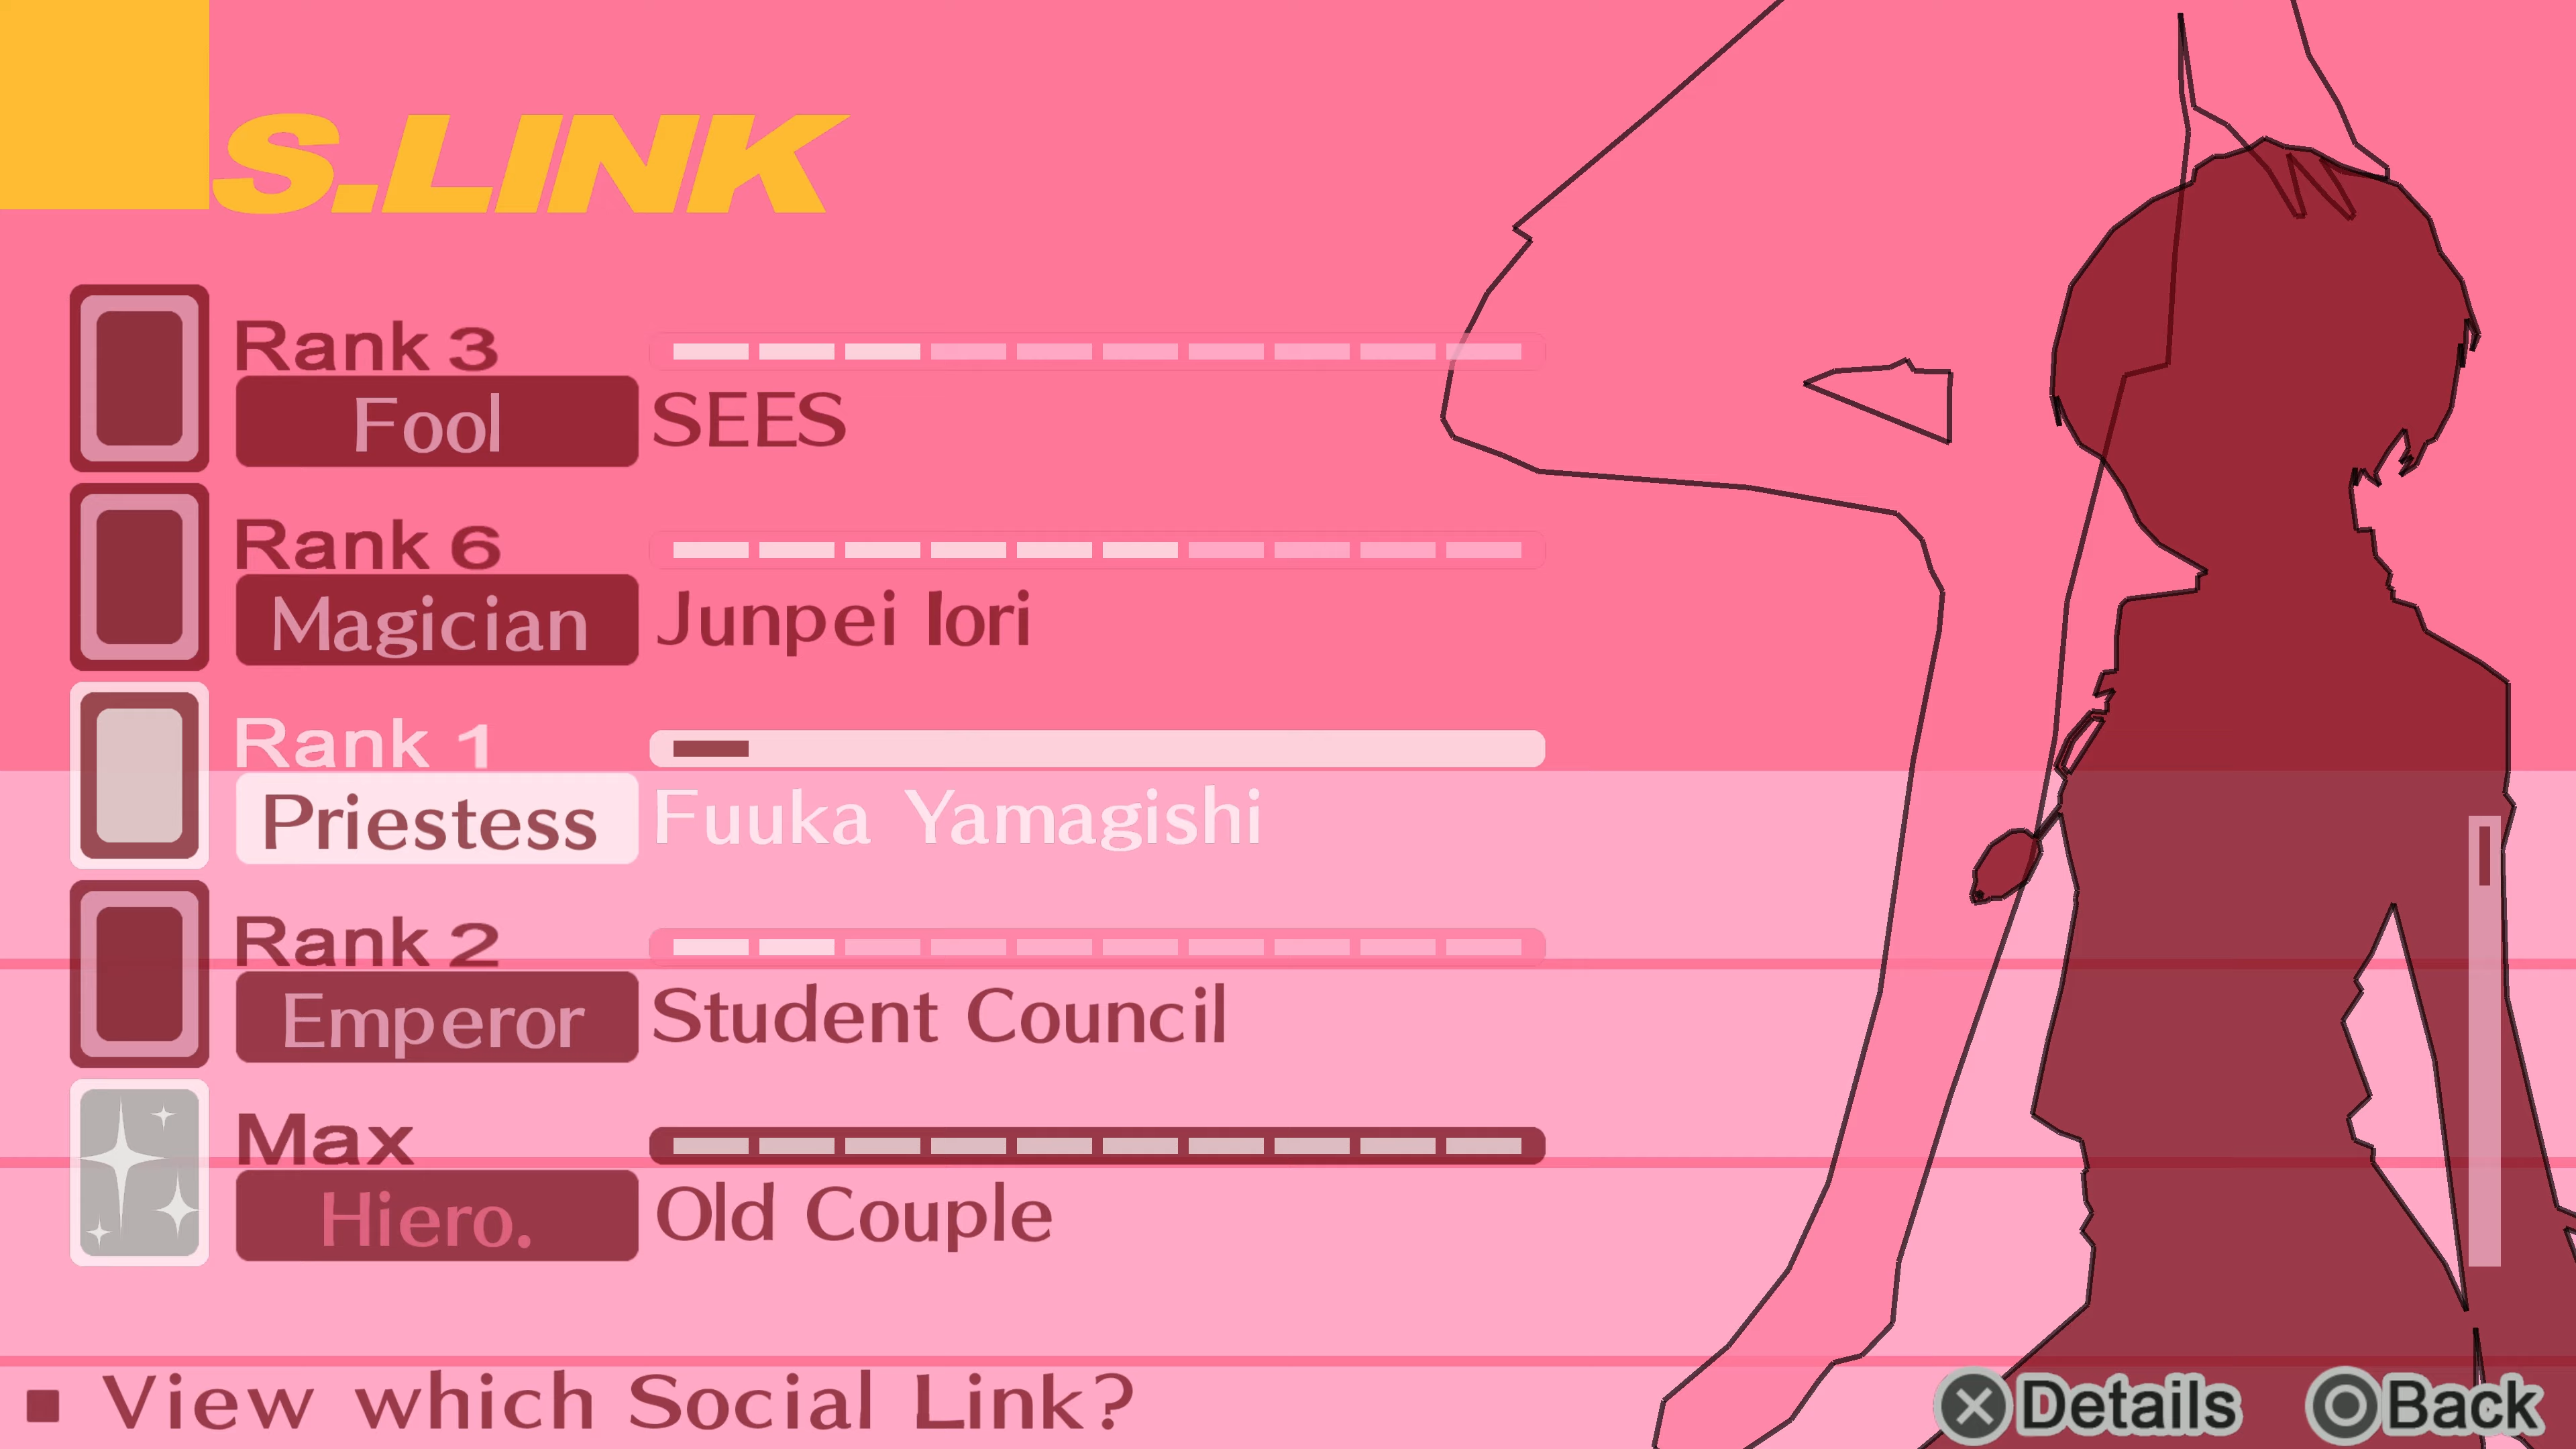 S.LINK
Rank 3
Fool SEES
Rank 6
Magician Junpei Iori
Rank 1
Priestess Fuuka Yamagishi
Rank 2
Emperor Student Council
Max
Hiero. Old Couple
View which Social Link?
Details Back